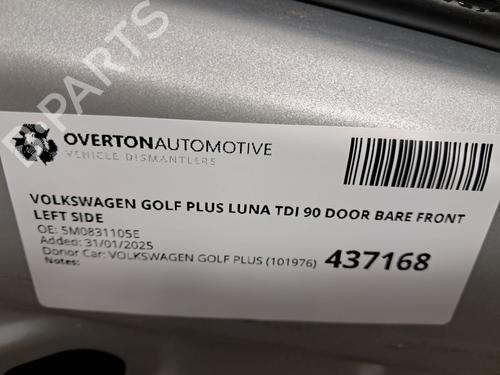 B-PARTS
OVERTONAUTOMOTIVE
VEHICLE DISMANTLERS
VOLKSWAGEN GOLF PLUS LUNA TDI 90 DOOR BARE FRONT
LEFT SIDE
OE: 5M0831105E
Added: 31/01/2025
Donor Car: VOLKSWAGEN GOLF PLUS (101976) 437168
Notes: